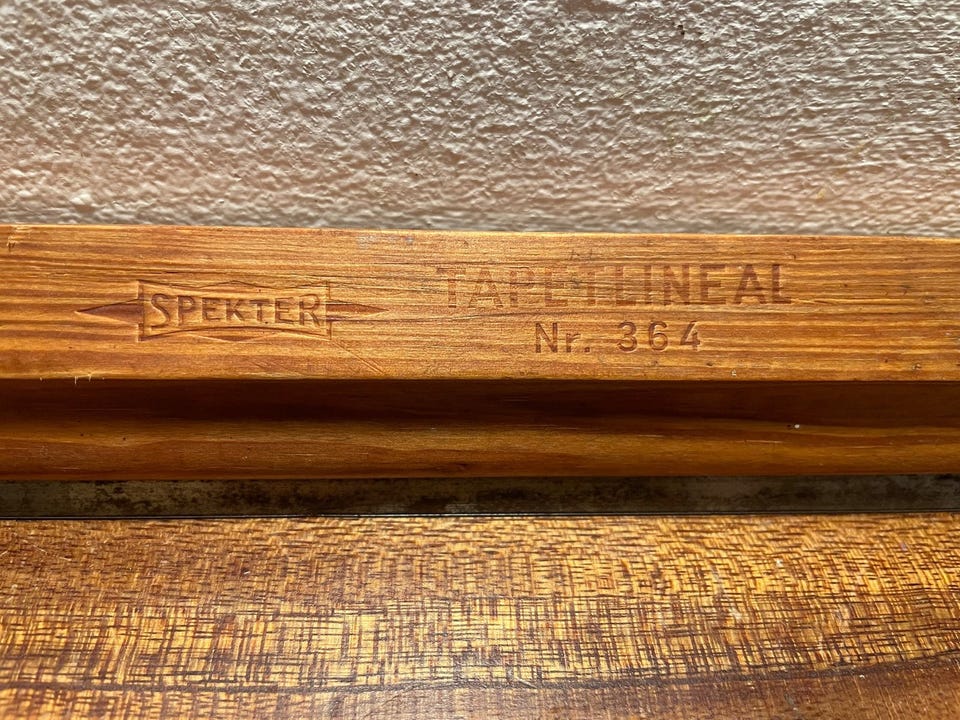 SPEKTER
TAPETLINEAL
Nr. 364